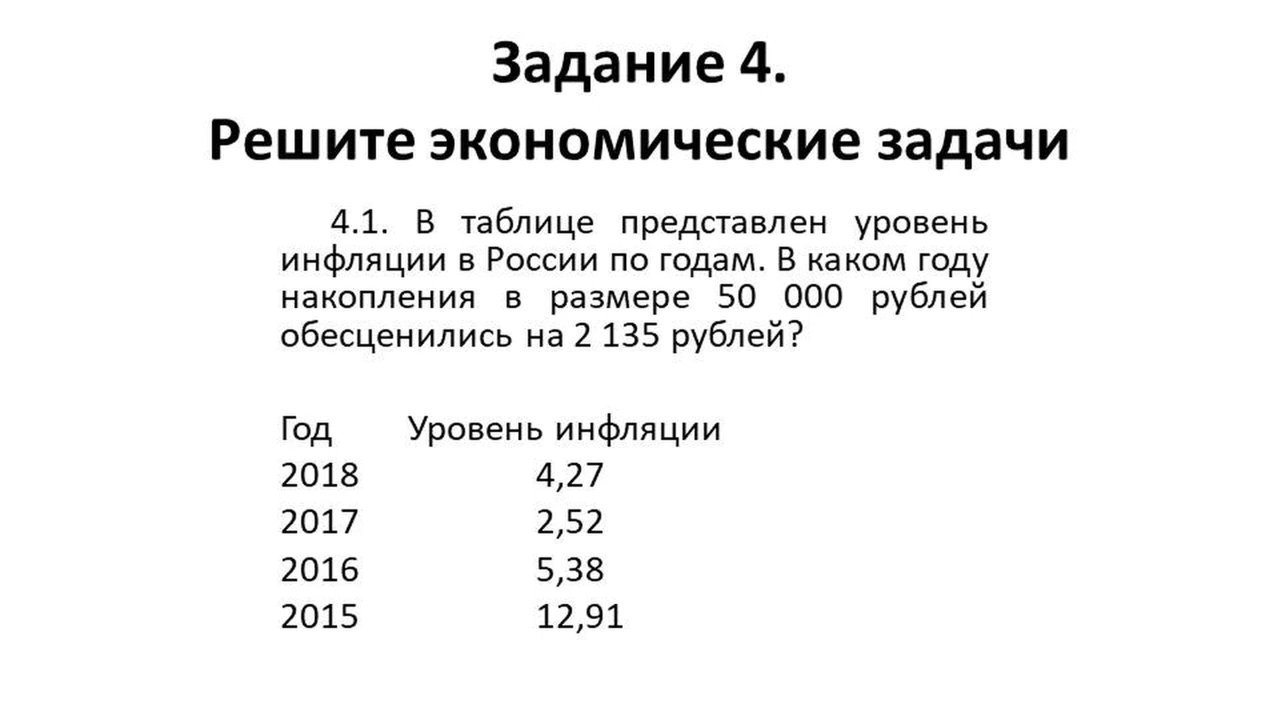 Задание 4.
Решите экономические задачи
4.1. В таблице представлен уровень
инфляции в России по годам. В каком году
накопления в размере 50 000 рублей
обесценились на 2 135 рублей?
Год Уровень инфляции
2018 4,27
2017 2,52
2016 5,38
2015 12,91